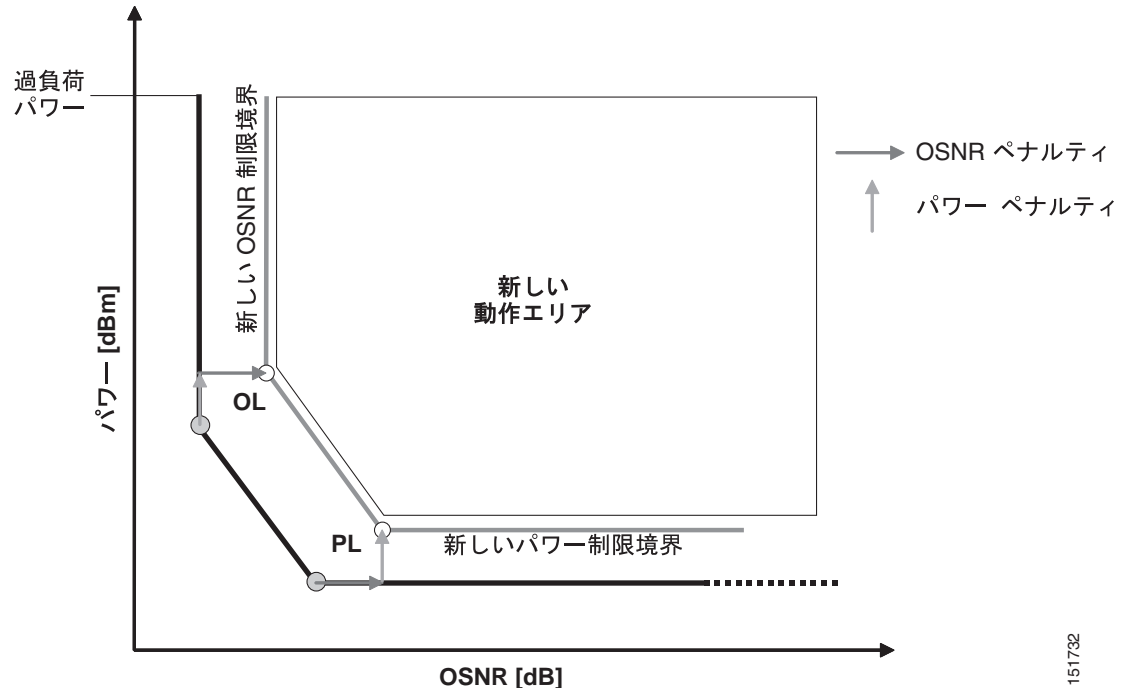 過負荷
パワー
新しい OSNR 制限境界
OSNR ペナルティ
パワー ペナルティ
新しい
動作エリア
パワー [dBm]
OL
PL
新しいパワー制限境界
OSNR [dB]
151732